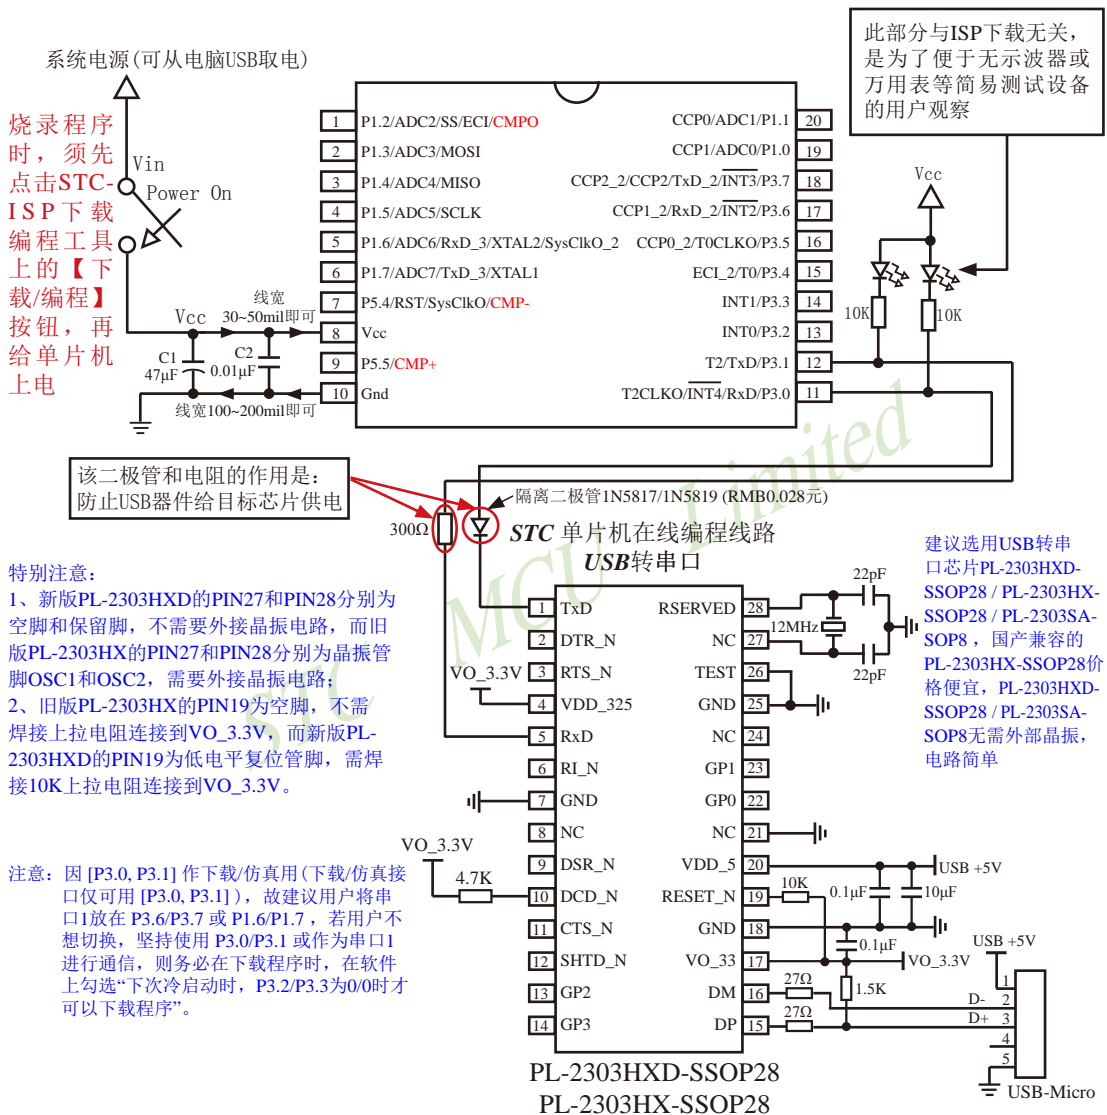 系统电源(可从电脑USB取电)
烧录程序
时，须先
点击STC-
ISP下载
编程工具
上的【下
载/编程】
按钮，再
给单片机
上电
Vin
Power On
Vcc
线宽
30~50mil即可
C1
47μF
C2
0.01μF
线宽100~200mil即可
1 P1.2/ADC2/SS/ECI/CMPO
2 P1.3/ADC3/MOSI
3 P1.4/ADC4/MISO
4 P1.5/ADC5/SCLK
5 P1.6/ADC6/RxD_3/XTAL2/SysClkO_2
6 P1.7/ADC7/TxD_3/XTAL1
7 P5.4/RST/SysClkO/CMP-
8 Vcc
9 P5.5/CMP+
10 Gnd
CCP0/ADC1/P1.1 20
CCP1/ADC0/P1.0 19
CCP2_2/CCP2/TxD_2/INT3/P3.7 18
CCP1_2/RxD_2/INT2/P3.6 17
CCP0_2/T0CLKO/P3.5 16
ECI_2/T0/P3.4 15
INT1/P3.3 14
INT0/P3.2 13
T2/TxD/P3.1 12
T2CLKO/INT4/RxD/P3.0 11
此部分与ISP下载无关，
是为了便于无示波器或
万用表等简易测试设备
的用户观察
Vcc
10K
10K
该二极管和电阻的作用是：
防止USB器件给目标芯片供电
300Ω
隔离二极管1N5817/1N5819 (RMB0.028元)
STC 单片机在线编程线路
USB转串口
STC MCU Limited
特别注意：
1、新版PL-2303HXD的PIN27和PIN28分别为
空脚和保留脚，不需要外接晶振电路，而旧
版PL-2303HX的PIN27和PIN28分别为晶振管
脚OSC1和OSC2，需要外接晶振电路；
2、旧版PL-2303HX的PIN19为空脚，不需
焊接上拉电阻连接到VO_3.3V，而新版PL-
2303HXD的PIN19为低电平复位管脚，需焊
接10K上拉电阻连接到VO_3.3V。
注意：因 [P3.0, P3.1] 作下载/仿真用(下载/仿真接
口仅可用 [P3.0, P3.1] )，故建议用户将串
口1放在 P3.6/P3.7 或 P1.6/P1.7 ，若用户不
想切换，坚持使用 P3.0/P3.1 或作为串口1
进行通信，则务必在下载程序时，在软件
上勾选“下次冷启动时，P3.2/P3.3为0/0时才
可以下载程序”。
VO_3.3V
VO_3.3V
4.7K
1 TxD
2 DTR_N
3 RTS_N
4 VDD_325
5 RxD
6 RI_N
7 GND
8 NC
9 DSR_N
10 DCD_N
11 CTS_N
12 SHTD_N
13 GP2
14 GP3
RSERVED 28
NC 27
TEST 26
GND 25
NC 24
GP1 23
GP0 22
NC 21
VDD_5 20
RESET_N 19
GND 18
VO_33 17
DM 16
DP 15
PL-2303HXD-SSOP28
PL-2303HX-SSOP28
22pF
12MHz
22pF
建议选用USB转串
口芯片PL-2303HXD-
SSOP28 / PL-2303HX-
SSOP28 / PL-2303SA-
SOP8 ，国产兼容的
PL-2303HX-SSOP28价
格便宜，PL-2303HXD-
SSOP28 / PL-2303SA-
SOP8无需外部晶振，
电路简单
USB +5V
10K
0.1μF
10μF
0.1μF
VO_3.3V
1.5K
27Ω
27Ω
USB +5V
D-
D+
1
2
3
4
5
USB-Micro